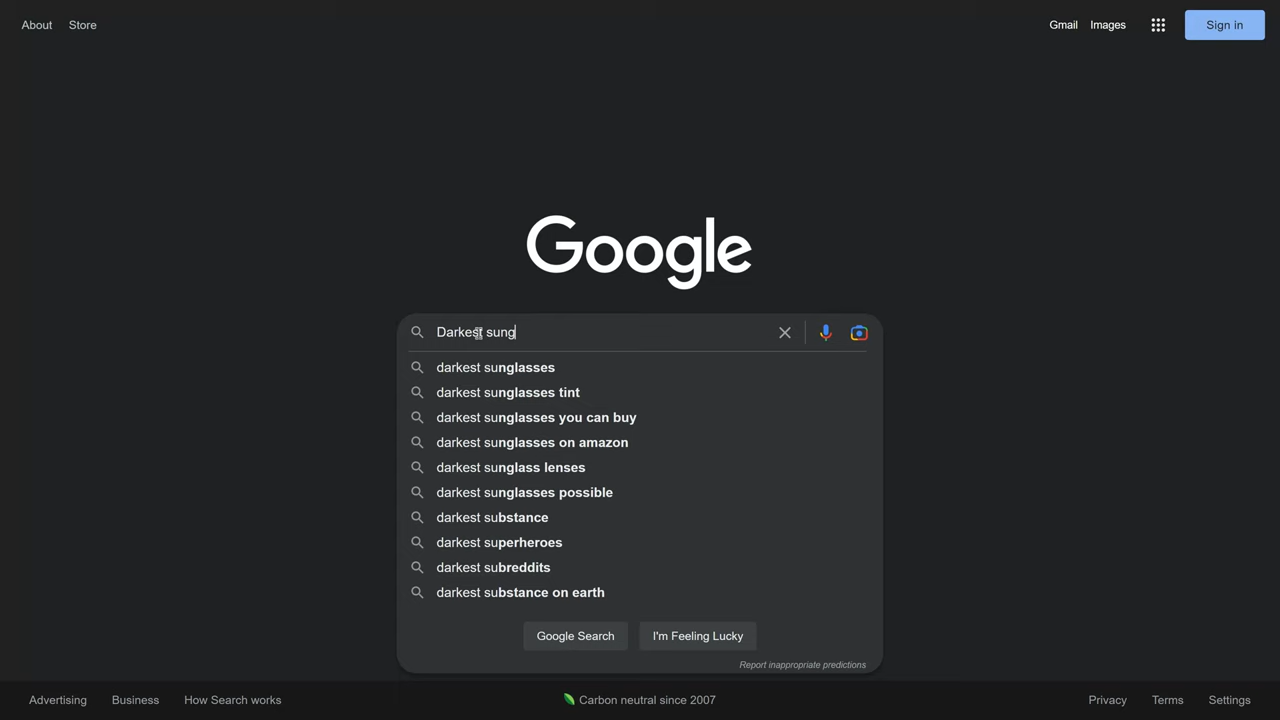 About Store Gmail Images Sign in
Google
Darkest sung
darkest sunglasses
darkest sunglasses tint
darkest sunglasses you can buy
darkest sunglasses on amazon
darkest sunglass lenses
darkest sunglasses possible
darkest substance
darkest superheroes
darkest subreddits
darkest substance on earth
Google Search I'm Feeling Lucky
Report inappropriate predictions
Advertising Business How Search works Carbon neutral since 2007 Privacy Terms Settings